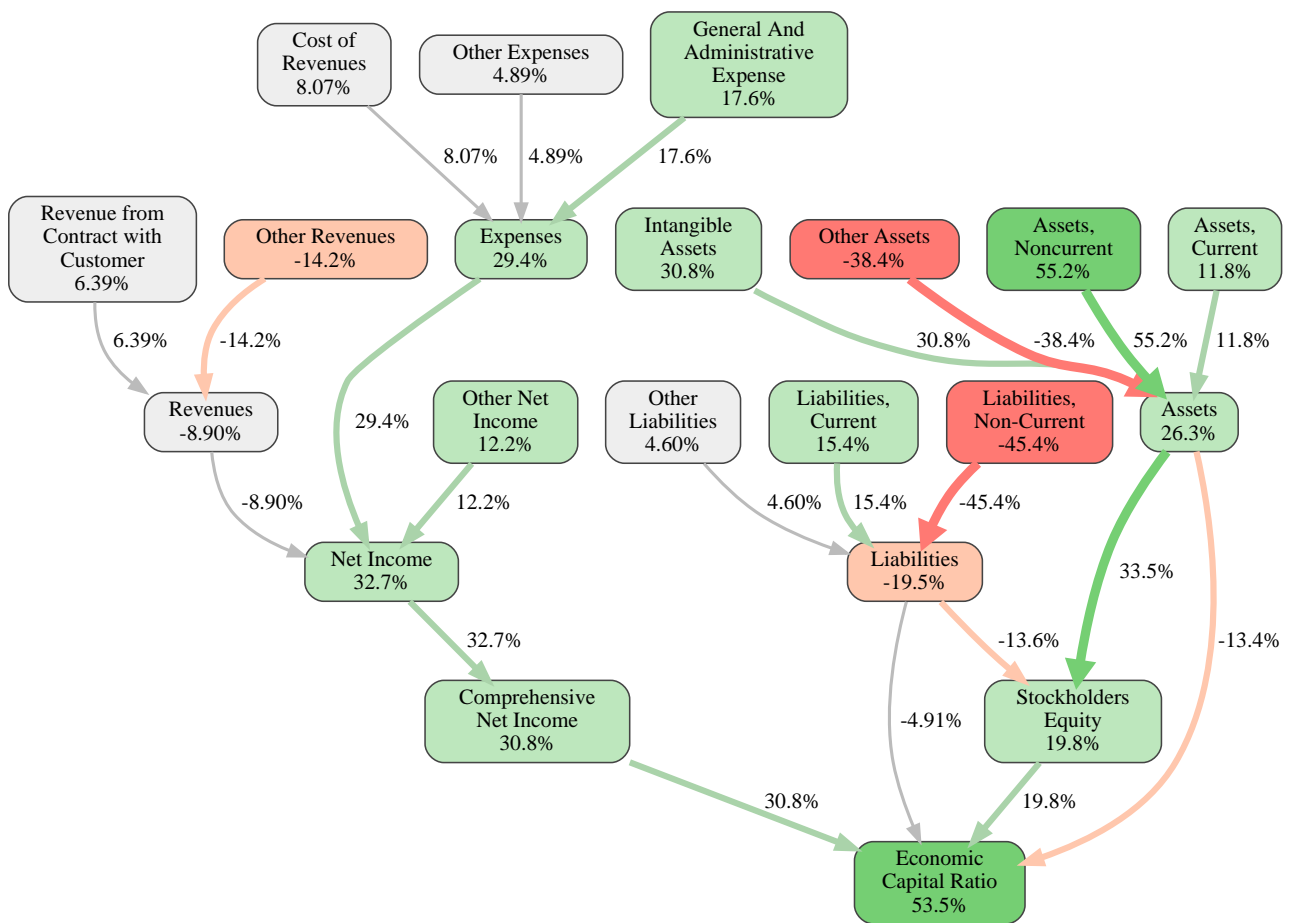 Cost of
Revenues
8.07%
Other Expenses
4.89%
General And
Administrative
Expense
17.6%
8.07%
4.89%
17.6%
Revenue from
Contract with
Customer
6.39%
Other Revenues
-14.2%
Expenses
29.4%
Intangible
Assets
30.8%
Other Assets
-38.4%
Assets,
Noncurrent
55.2%
Assets,
Current
11.8%
6.39%
-14.2%
30.8%
-38.4%
55.2%
11.8%
Revenues
-8.90%
29.4%
Other Net
Income
12.2%
Other
Liabilities
4.60%
Liabilities,
Current
15.4%
Liabilities,
Non-Current
-45.4%
Assets
26.3%
-8.90%
12.2%
4.60%
15.4%
-45.4%
Net Income
32.7%
Liabilities
-19.5%
33.5%
32.7%
-13.6%
-13.4%
Comprehensive
Net Income
30.8%
-4.91%
Stockholders
Equity
19.8%
30.8%
19.8%
Economic
Capital Ratio
53.5%